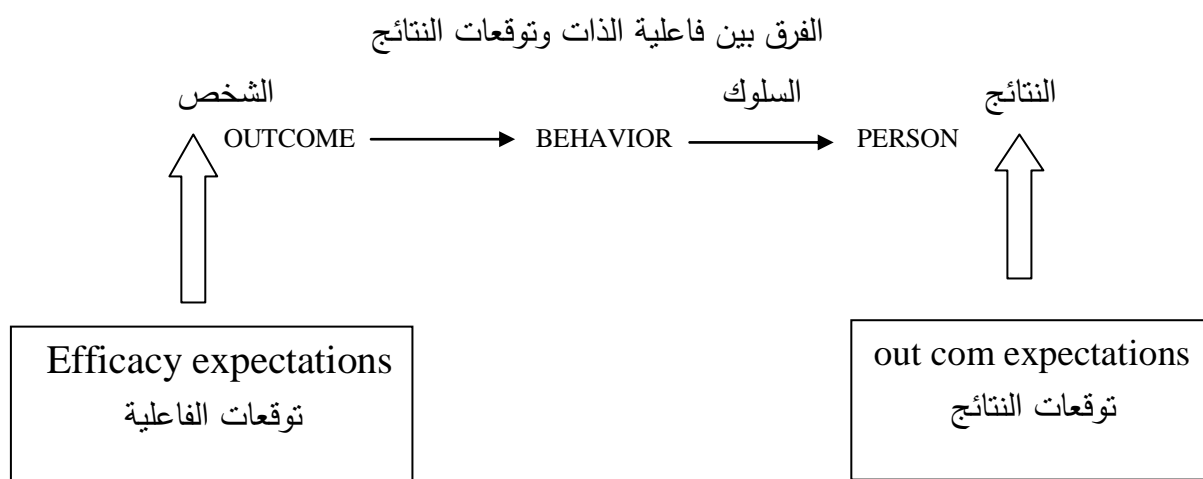 الفرق بين فاعلية الذات وتوقعات النتائج
الشخص السلوك النتائج
OUTCOME BEHAVIOR PERSON
Efficacy expectations
توقعات الفاعلية
out com expectations
توقعات النتائج